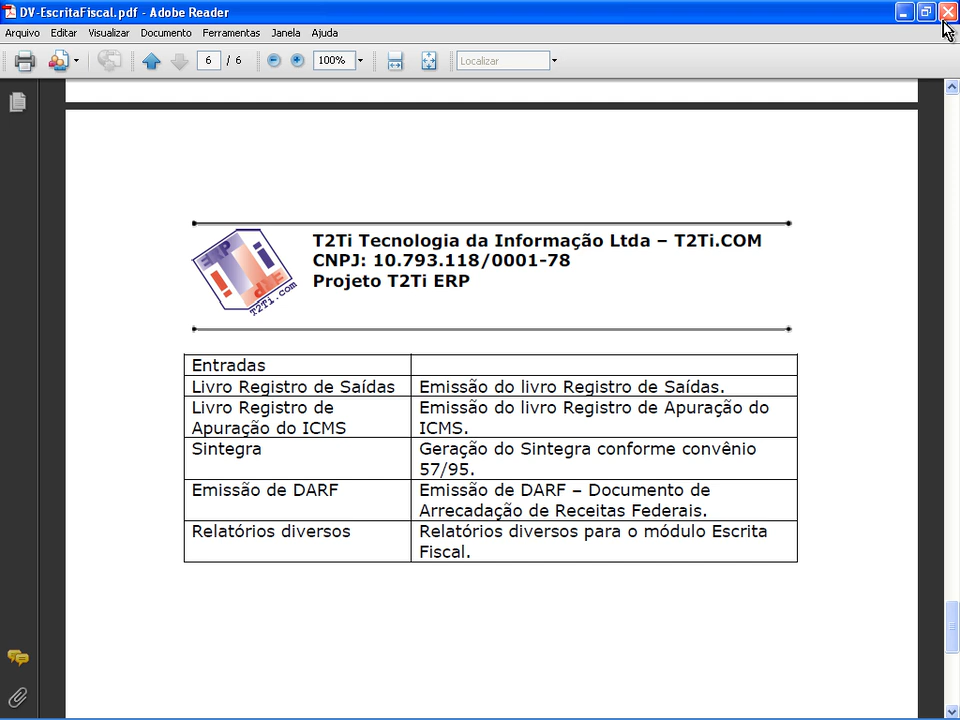 DV-EscritaFiscal.pdf - Adobe Reader
Arquivo Editar Visualizar Documento Ferramentas Janela Ajuda
6 / 6 100% Localizar
T2Ti Tecnologia da Informação Ltda – T2Ti.COM
CNPJ: 10.793.118/0001-78
Projeto T2Ti ERP
ERP
T2Ti
T2Ti.com
Entradas
Livro Registro de Saídas Emissão do livro Registro de Saídas.
Livro Registro de Emissão do livro Registro de Apuração do
Apuração do ICMS ICMS.
Sintegra Geração do Sintegra conforme convênio
57/95.
Emissão de DARF Emissão de DARF – Documento de
Arrecadação de Receitas Federais.
Relatórios diversos Relatórios diversos para o módulo Escrita
Fiscal.